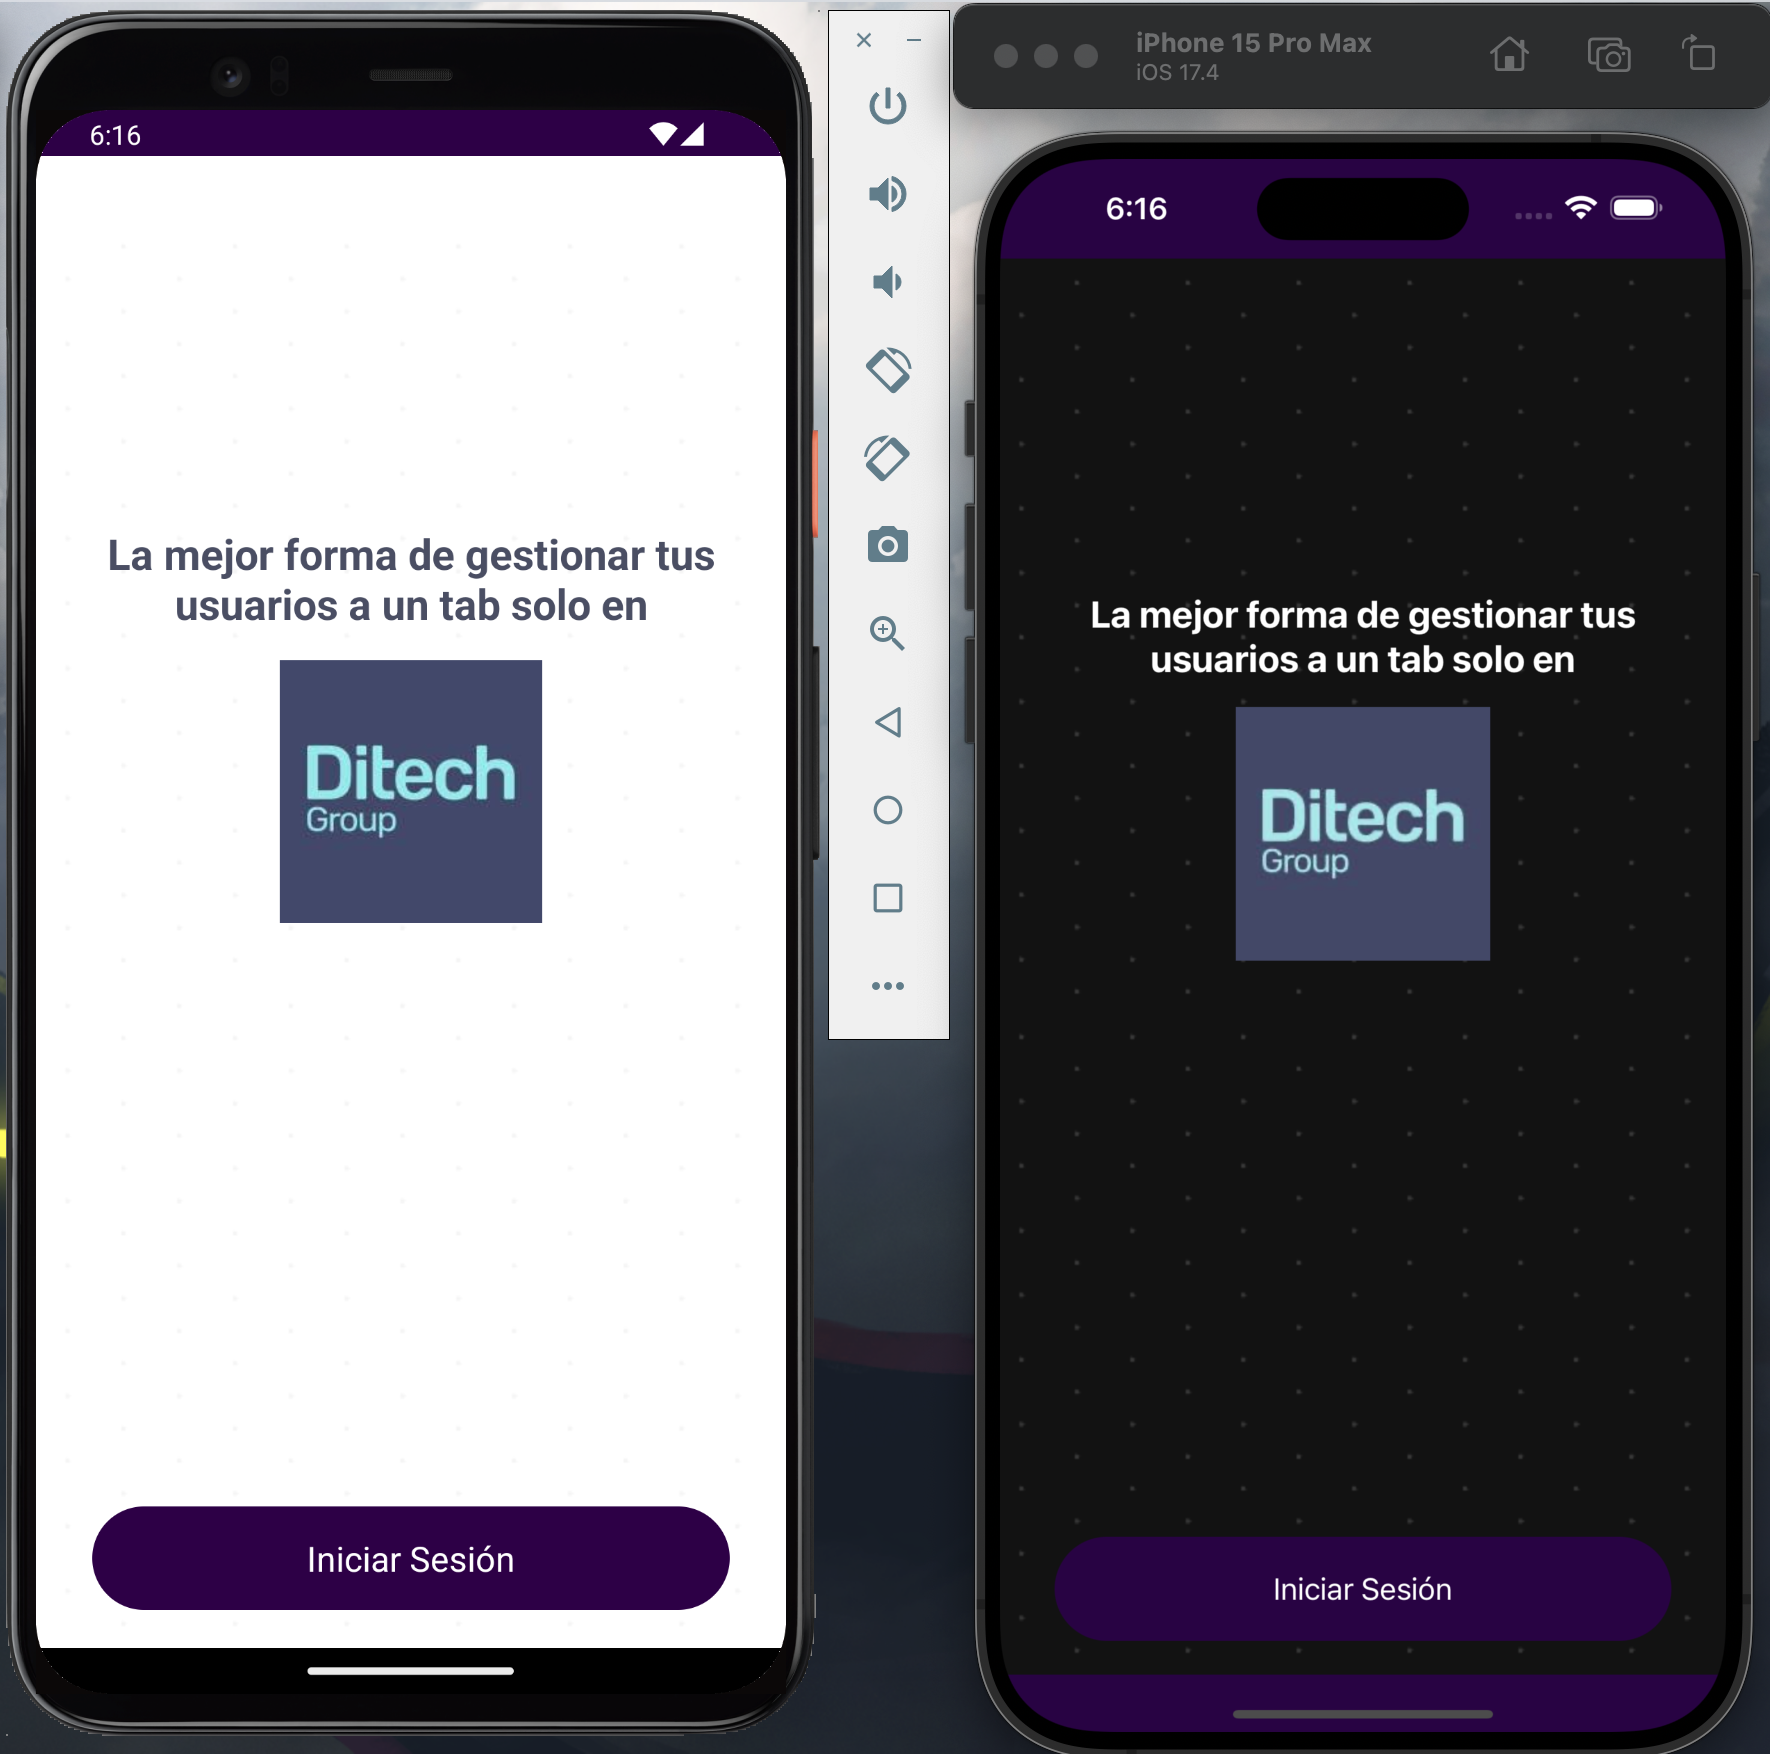 6:16
La mejor forma de gestionar tus
usuarios a un tab solo en
Ditech
Group
Iniciar Sesión
iPhone 15 Pro Max
iOS 17.4
6:16
La mejor forma de gestionar tus
usuarios a un tab solo en
Ditech
Group
Iniciar Sesión